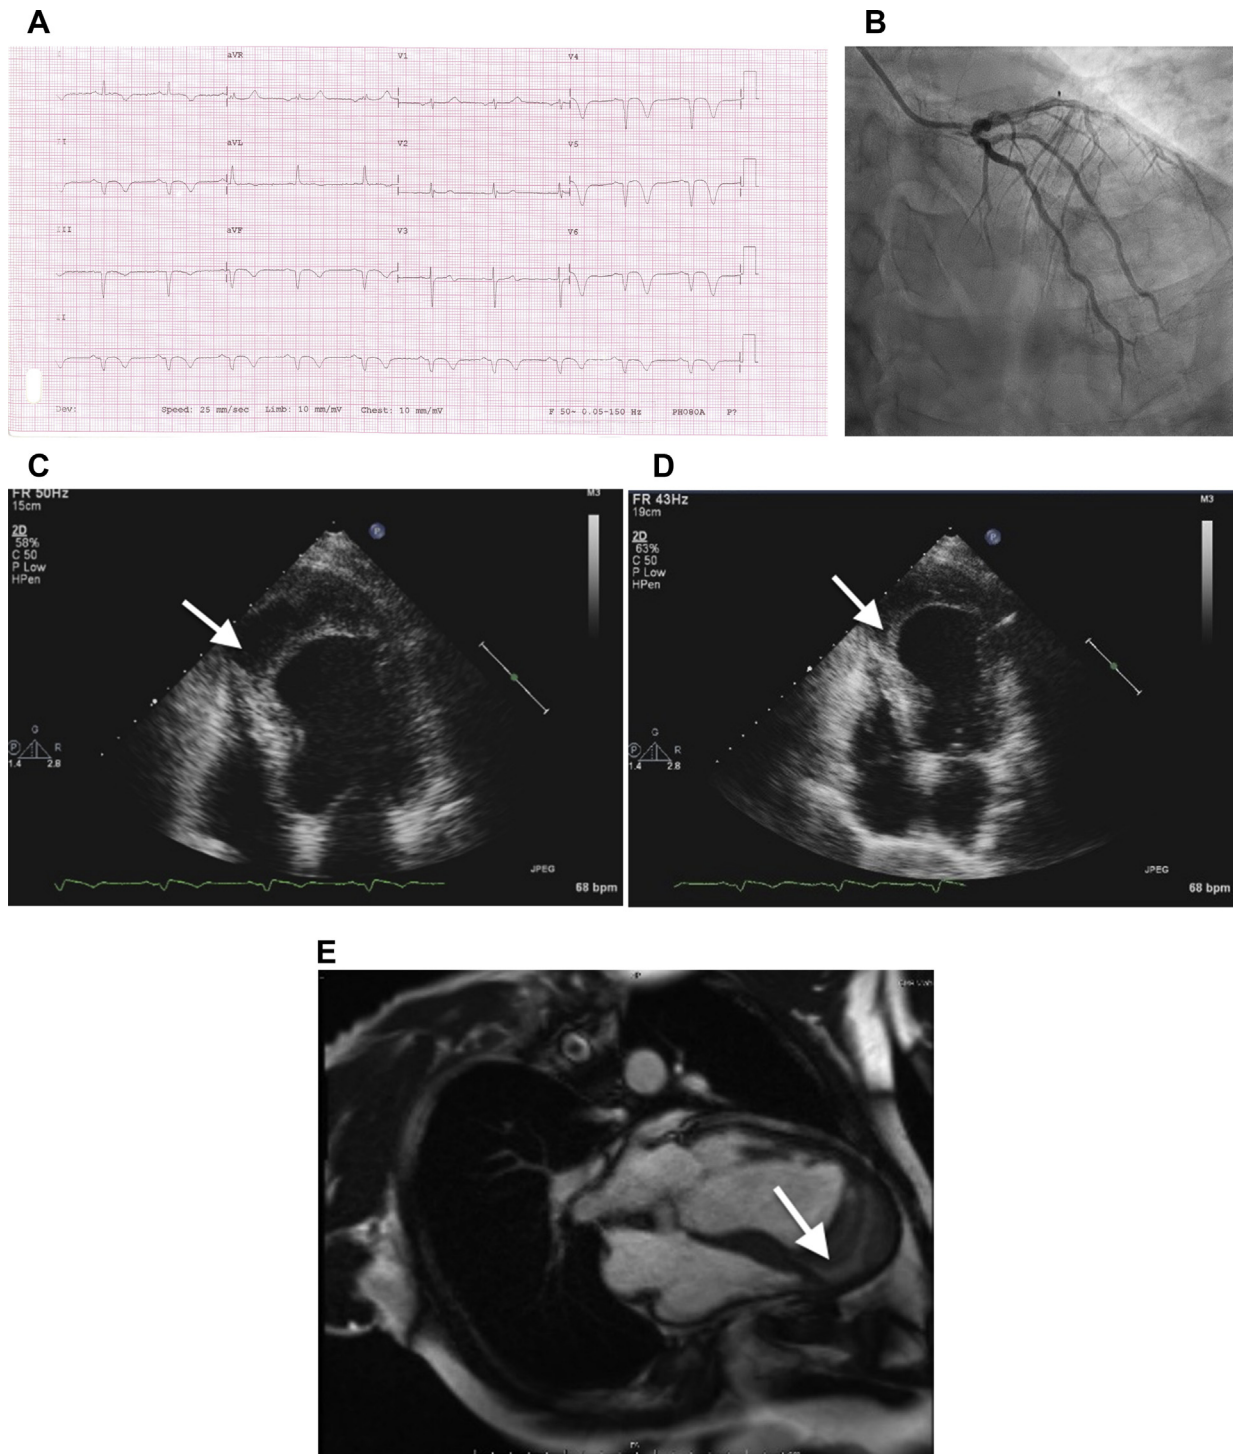 A
B
aVR V1 V4
II aVL V2 V5
III aVF V3 V6
II
Dev: Speed: 25 mm/sec Limb: 10 mm/mV Chest: 10 mm/mV F 50~ 0.05-150 Hz PH080A P?
C
D
FR 50Hz
15cm
2D
58%
C 50
P Low
HPen
M3
P
G
P R
1.4 2.8
JPEG
68 bpm
FR 43Hz
19cm
2D
63%
C 50
P Low
HPen
M3
P
G
P R
1.4 2.8
JPEG
68 bpm
E